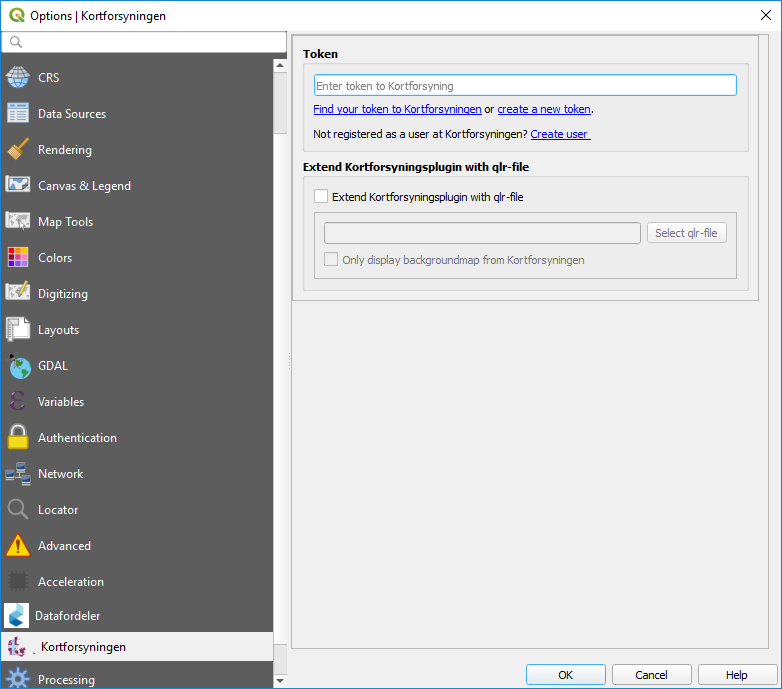 Options | Kortforsyningen
CRS
Data Sources
Rendering
Canvas & Legend
Map Tools
Colors
Digitizing
Layouts
GDAL
Variables
Authentication
Network
Locator
Advanced
Acceleration
Datafordeler
Kortforsyningen
Processing
Token
Enter token to Kortforsyning
Find your token to Kortforsyningen or create a new token.
Not registered as a user at Kortforsyningen? Create user
Extend Kortforsyningsplugin with qlr-file
Extend Kortforsyningsplugin with qlr-file
Select qlr-file
Only display backgroundmap from Kortforsyningen
OK
Cancel
Help